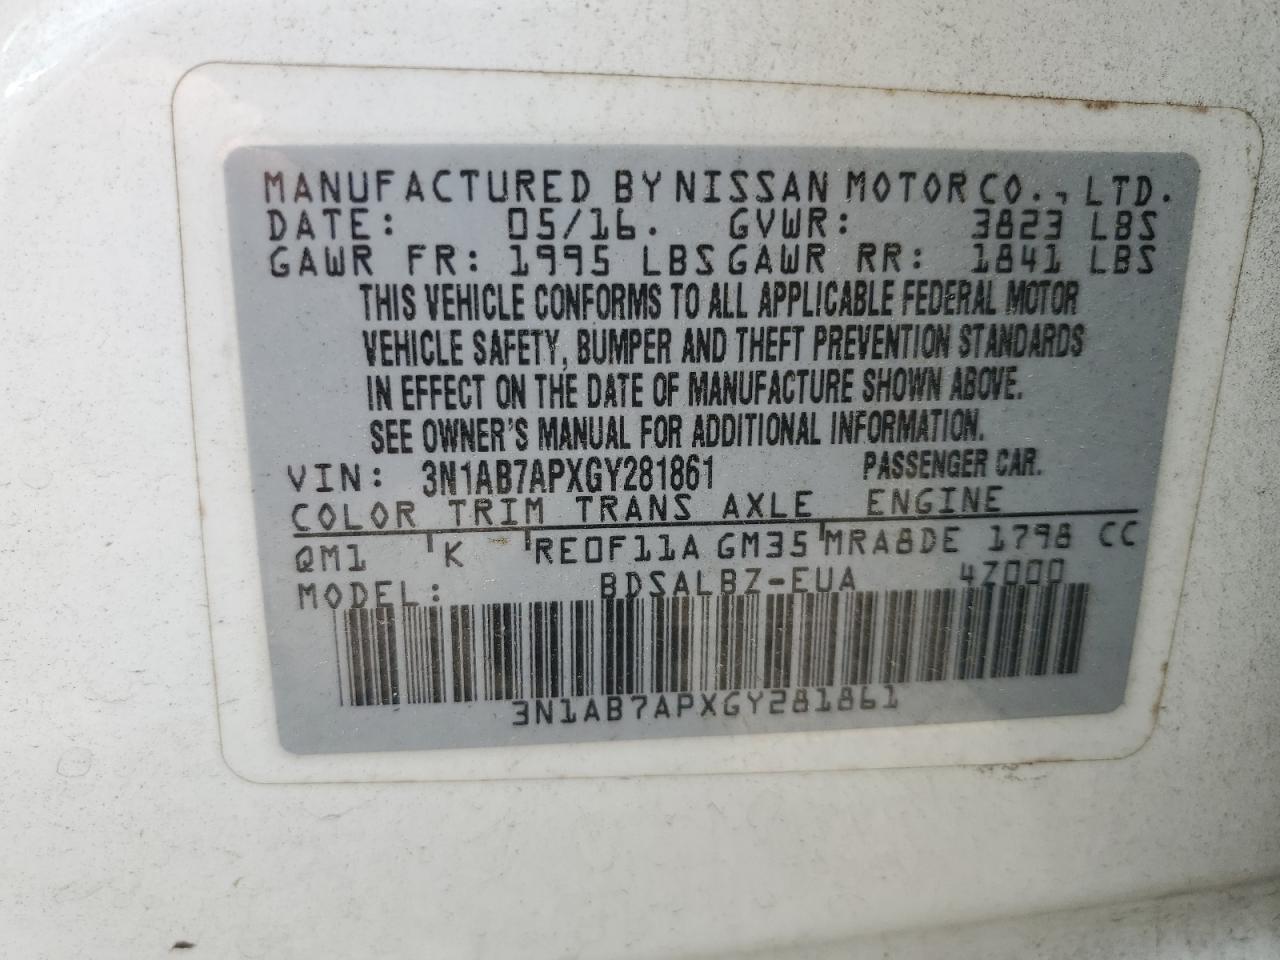 MANUFACTURED BY NISSAN MOTOR CO., LTD.
DATE: 05/16. GVWR: 3823 LBS
GAWR FR: 1995 LBS GAWR RR: 1841 LBS
THIS VEHICLE CONFORMS TO ALL APPLICABLE FEDERAL MOTOR
VEHICLE SAFETY, BUMPER AND THEFT PREVENTION STANDARDS
IN EFFECT ON THE DATE OF MANUFACTURE SHOWN ABOVE.
SEE OWNER'S MANUAL FOR ADDITIONAL INFORMATION.
VIN: 3N1AB7APXGY281861 PASSENGER CAR.
COLOR TRIM TRANS AXLE ENGINE
QM1 K RE0F11A GM35 MRA8DE 1798 CC
MODEL: BDSALBZ-EUA 4Z000
3N1AB7APXGY281861